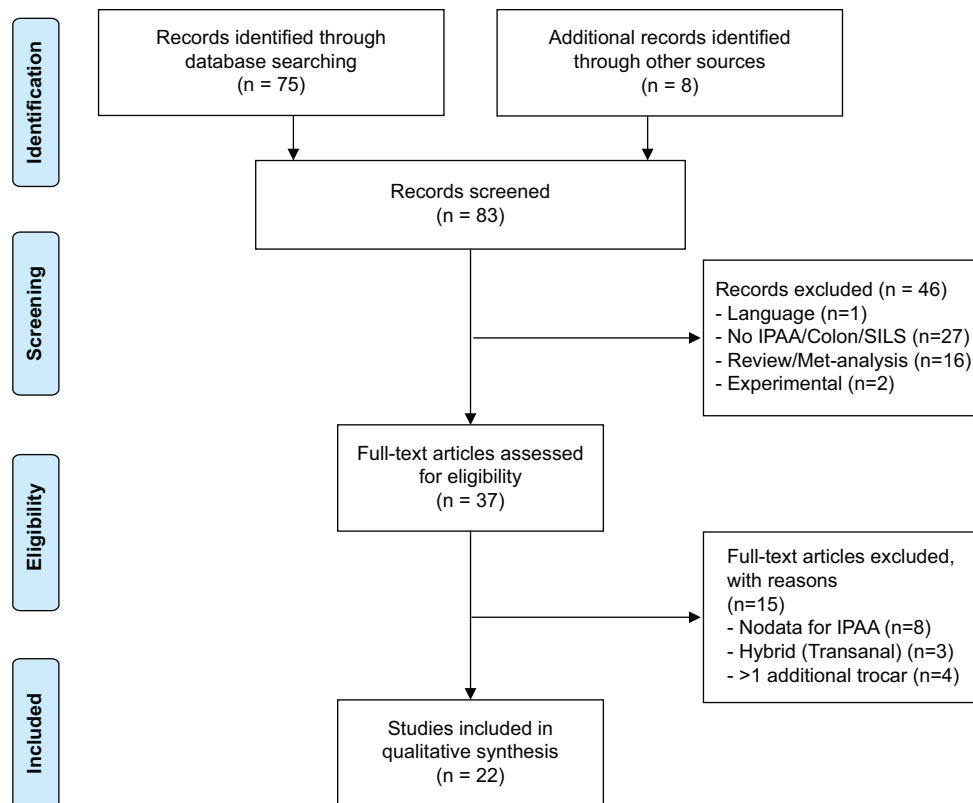 Identification
Records identified through
database searching
(n = 75)
Additional records identified
through other sources
(n = 8)
Records screened
(n = 83)
Screening
Records excluded (n = 46)
- Language (n=1)
- No IPAA/Colon/SILS (n=27)
- Review/Met-analysis (n=16)
- Experimental (n=2)
Eligibility
Full-text articles assessed
for eligibility
(n = 37)
Full-text articles excluded,
with reasons
(n=15)
- Nodata for IPAA (n=8)
- Hybrid (Transanal) (n=3)
- >1 additional trocar (n=4)
Included
Studies included in
qualitative synthesis
(n = 22)